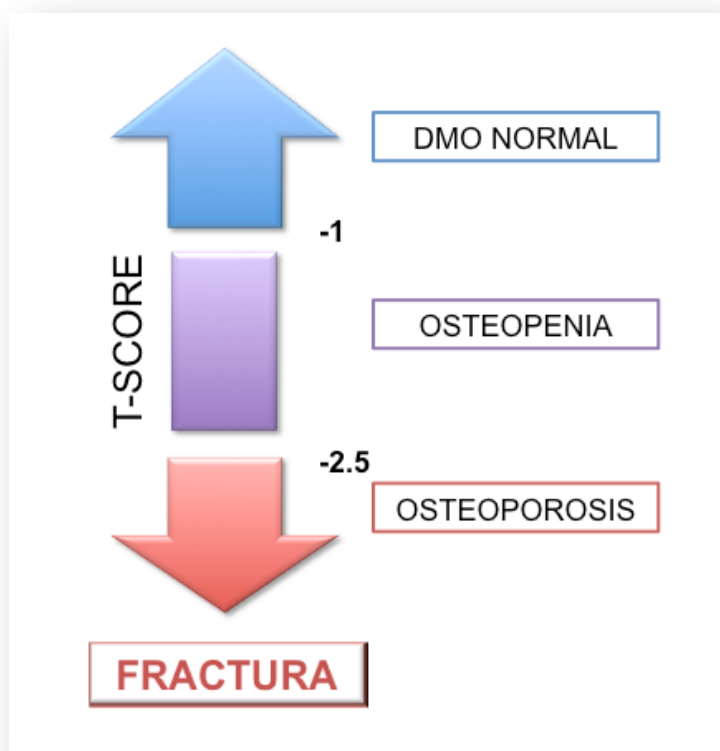 DMO NORMAL
-1
T-SCORE
OSTEOPENIA
-2.5
OSTEOPOROSIS
FRACTURA